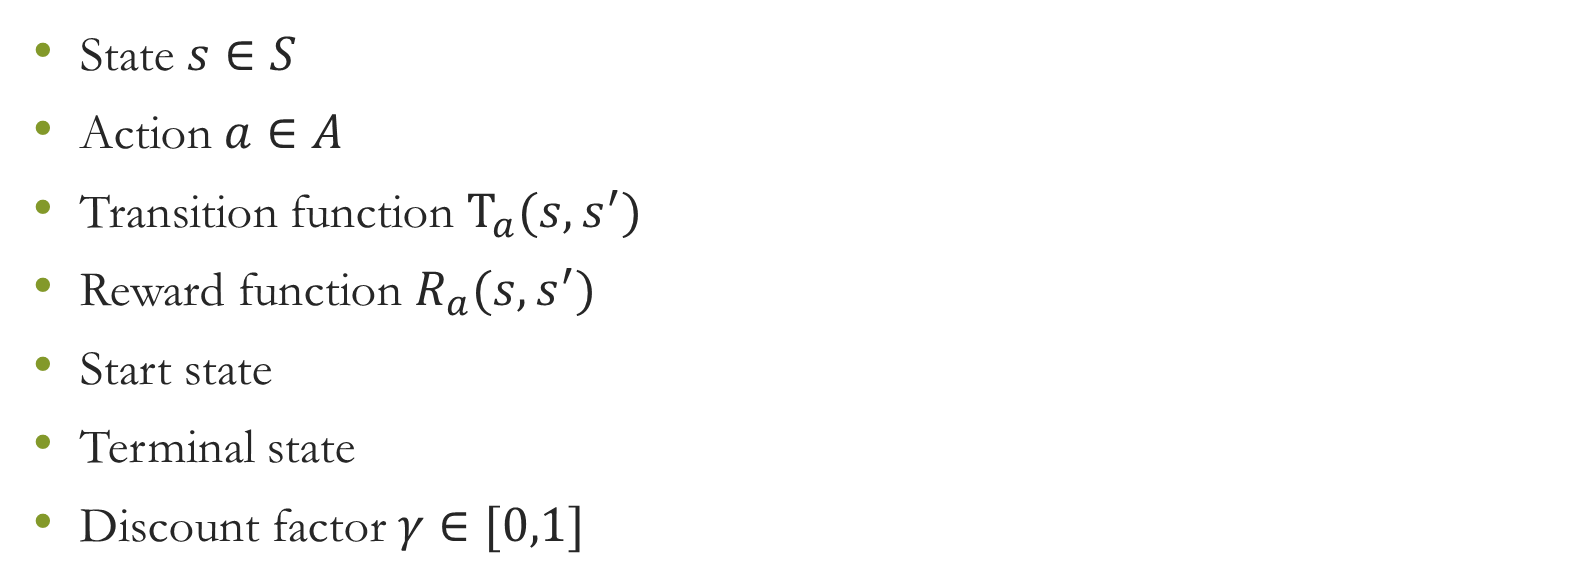 • State s ∈ S
• Action a ∈ A
• Transition function Tₐ(s, s′)
• Reward function Rₐ(s, s′)
• Start state
• Terminal state
• Discount factor γ ∈ [0,1]